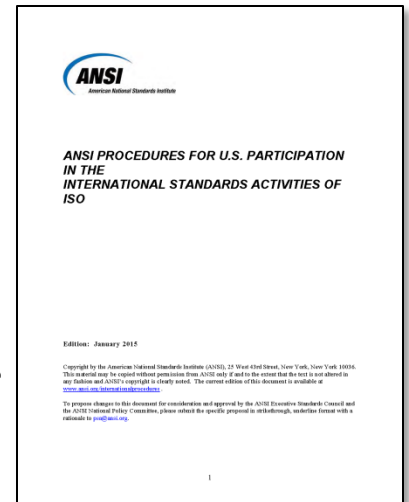 ANSI
American National Standards Institute
ANSI PROCEDURES FOR U.S. PARTICIPATION
IN THE
INTERNATIONAL STANDARDS ACTIVITIES OF
ISO
Edition: January 2015
Copyright by the American National Standards Institute (ANSI), 25 West 43rd Street, New York, New York 10036.
This material may be copied without permission from ANSI only if and to the extent that the text is not altered in
any fashion and ANSI's copyright is clearly noted. The current edition of this document is available at
www.ansi.org/internationalprocedures .
To propose changes to this document for consideration and approval by the ANSI Executive Standards Council and
the ANSI National Policy Committee, please submit the specific proposal in strikethrough, underline format with a
rationale to psa@ansi.org.
1